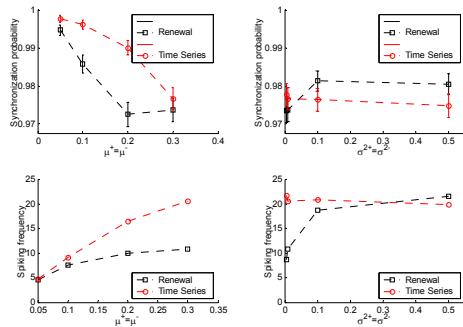 Synchronization probability
1
0.99
0.98
0.97
0 0.1 0.2 0.3 0.4
μ⁺=μ⁻
Renewal
Time Series
Synchronization probability
1
0.99
0.98
0.97
0 0.1 0.2 0.3 0.4 0.5
σ²⁺=σ²⁻
Renewal
Time Series
Spiking frequency
25
20
15
10
5
0
0.05 0.1 0.15 0.2 0.25 0.3 0.35
μ⁺=μ⁻
Renewal
Time Series
Spiking frequency
25
20
15
10
5
0
0 0.1 0.2 0.3 0.4 0.5
σ²⁺=σ²⁻
Renewal
Time Series